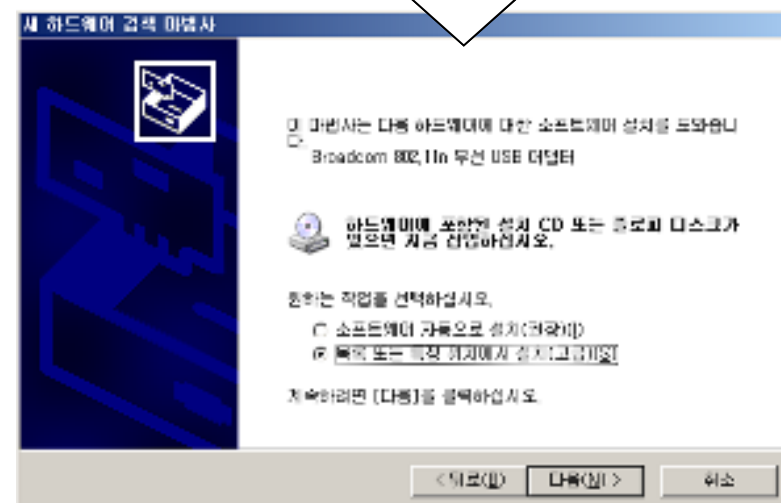 새 하드웨어 검색 마법사
이 마법사는 다음 하드웨어에 대한 소프트웨어 설치를 도와줍니
다.
Broadcom 802.11n 무선 USB 어댑터
하드웨어에 포함된 설치 CD 또는 플로피 디스크가
있으면 지금 삽입하십시오.
원하는 작업을 선택하십시오.
소프트웨어 자동으로 설치(권장)(I)
목록 또는 특정 위치에서 설치(고급)(S)
계속하려면 [다음]을 클릭하십시오.
< 뒤로(B)
다음(N) >
취소